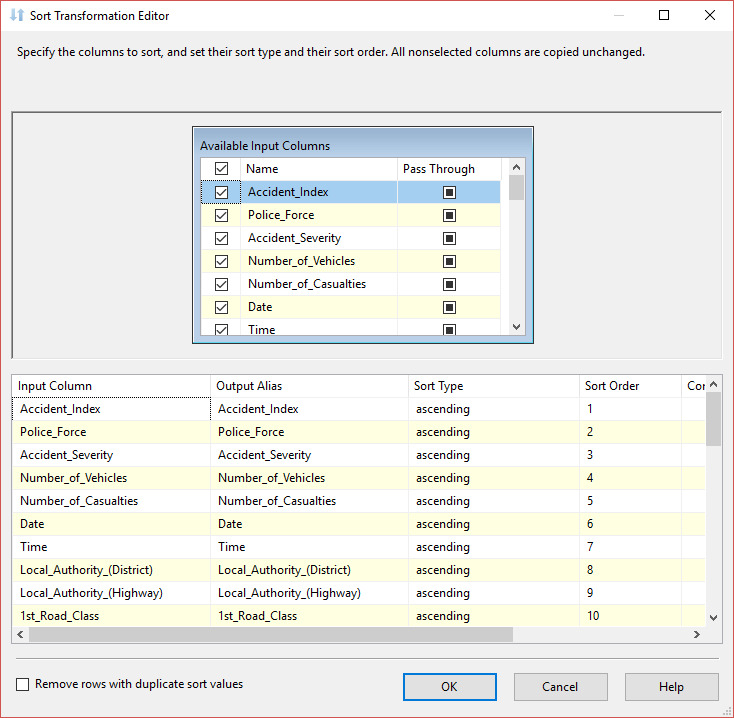 Sort Transformation Editor
Specify the columns to sort, and set their sort type and their sort order. All nonselected columns are copied unchanged.
Available Input Columns
Name Pass Through
Accident_Index
Police_Force
Accident_Severity
Number_of_Vehicles
Number_of_Casualties
Date
Time
Input Column Output Alias Sort Type Sort Order Cor
Accident_Index Accident_Index ascending 1
Police_Force Police_Force ascending 2
Accident_Severity Accident_Severity ascending 3
Number_of_Vehicles Number_of_Vehicles ascending 4
Number_of_Casualties Number_of_Casualties ascending 5
Date Date ascending 6
Time Time ascending 7
Local_Authority_(District) Local_Authority_(District) ascending 8
Local_Authority_(Highway) Local_Authority_(Highway) ascending 9
1st_Road_Class 1st_Road_Class ascending 10
Remove rows with duplicate sort values
OK Cancel Help